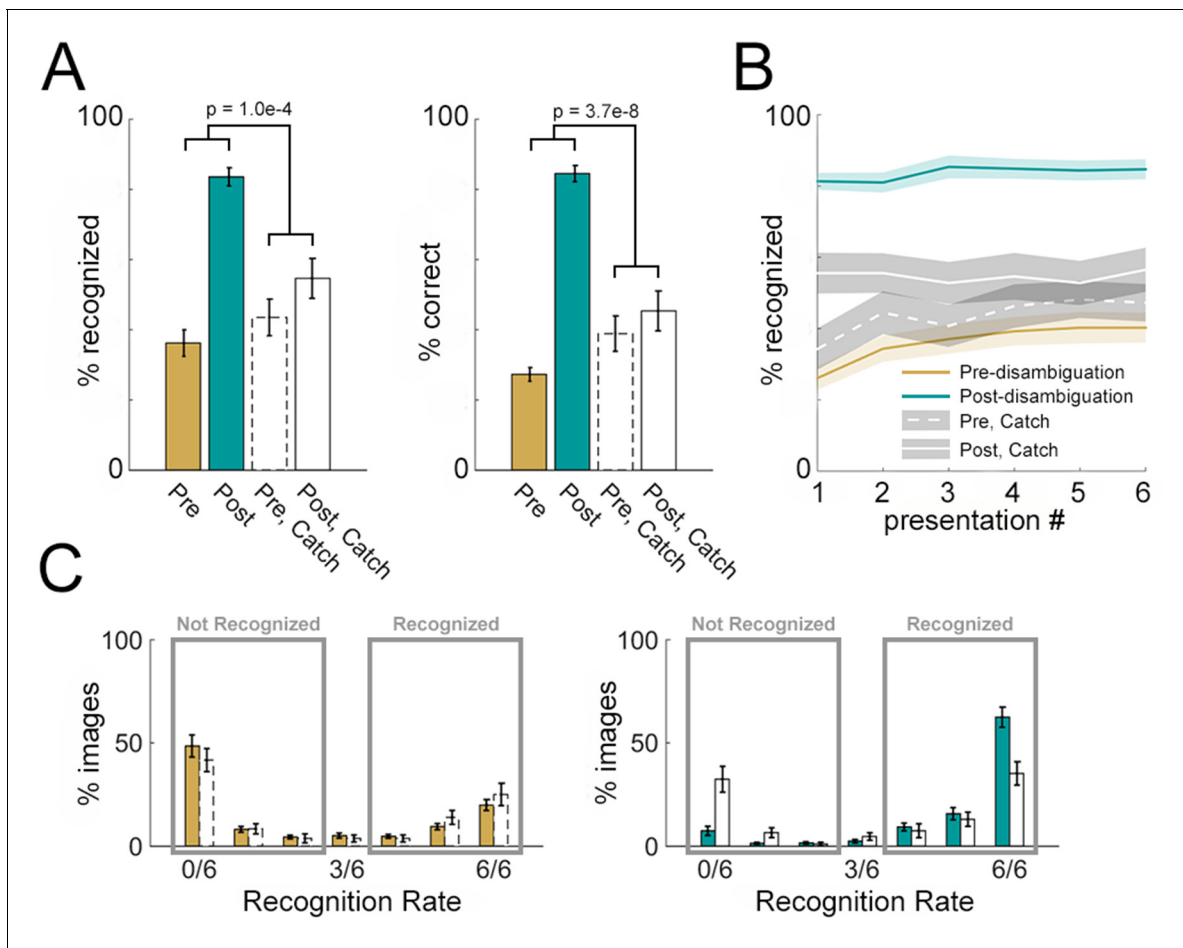 A
100
% recognized
0
p = 1.0e-4
Pre
Post
Pre, Catch
Post, Catch
100
% correct
0
p = 3.7e-8
Pre
Post
Pre, Catch
Post, Catch
B
100
% recognized
0
Pre-disambiguation
Post-disambiguation
Pre, Catch
Post, Catch
1 2 3 4 5 6
presentation #
C
Not Recognized Recognized
100
50
0
% images
0/6 3/6 6/6
Recognition Rate
Not Recognized Recognized
100
50
0
% images
0/6 3/6 6/6
Recognition Rate